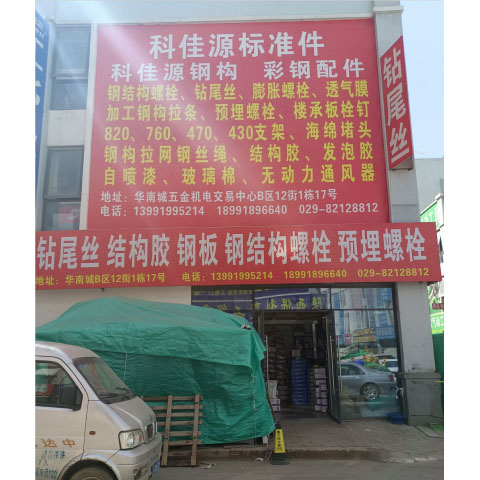 科佳源标准件
科佳源钢构 彩钢配件
钢结构螺栓、钻尾丝、膨胀螺栓、透气膜
加工钢构拉条、预埋螺栓、楼承板栓钉
820、760、470、430支架、海绵堵头
钢构拉网钢丝绳、结构胶、发泡胶
自喷漆、玻璃棉、无动力通风器
地址：华南城五金机电交易中心B区12街1栋17号
电话：13991995214 18991896640 029-82128812
钻尾丝
钻尾丝 结构胶 钢板 钢结构螺栓 预埋螺栓
地址：华南城B区12街1栋17号 电话：13991995214 18991896640 029-82128812